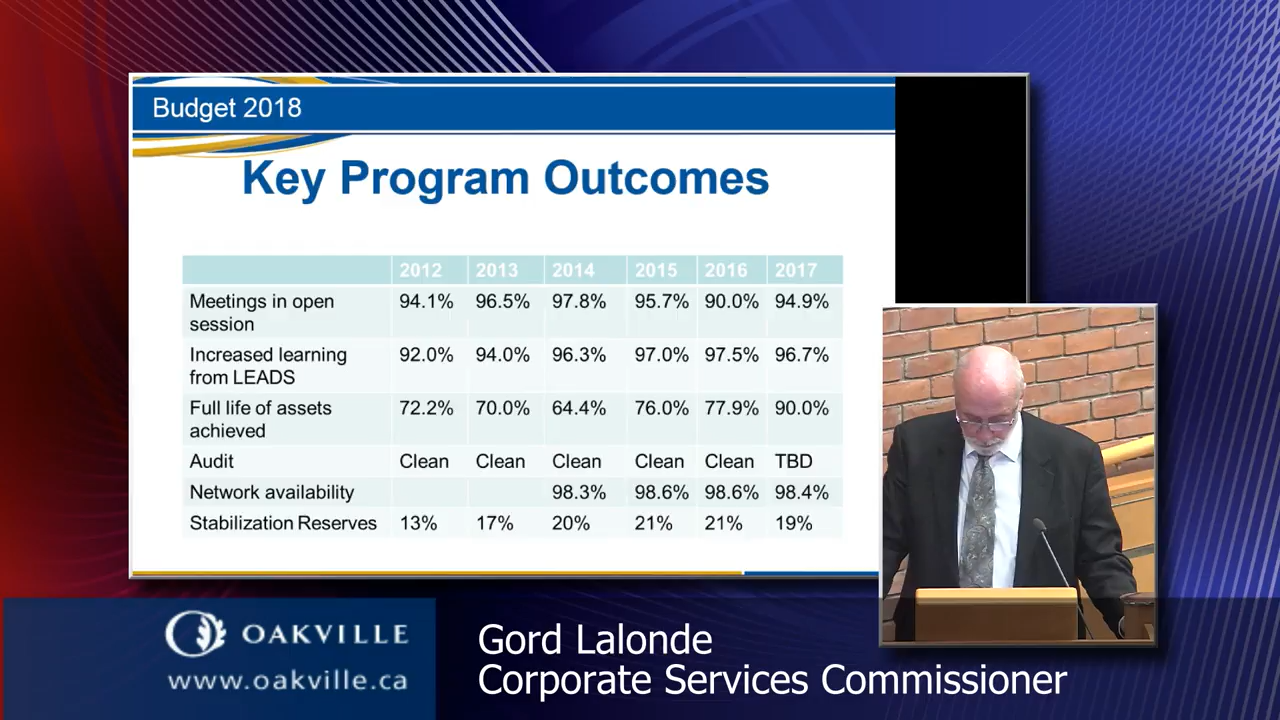 Budget 2018
Key Program Outcomes
2012 2013 2014 2015 2016 2017
Meetings in open session 94.1% 96.5% 97.8% 95.7% 90.0% 94.9%
Increased learning from LEADS 92.0% 94.0% 96.3% 97.0% 97.5% 96.7%
Full life of assets achieved 72.2% 70.0% 64.4% 76.0% 77.9% 90.0%
Audit Clean Clean Clean Clean Clean TBD
Network availability 98.3% 98.6% 98.6% 98.4%
Stabilization Reserves 13% 17% 20% 21% 21% 19%
OAKVILLE
www.oakville.ca
Gord Lalonde
Corporate Services Commissioner